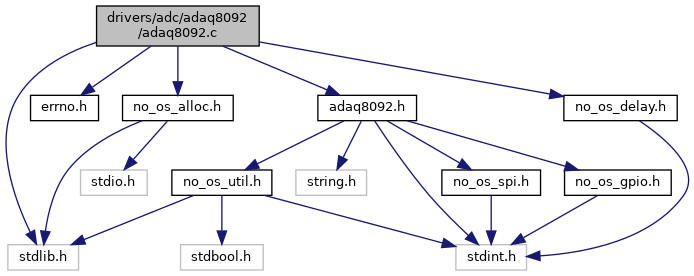 drivers/adc/adaq8092
/adaq8092.c
errno.h
no_os_alloc.h
adaq8092.h
no_os_delay.h
stdio.h
no_os_util.h
string.h
no_os_spi.h
no_os_gpio.h
stdlib.h
stdbool.h
stdint.h